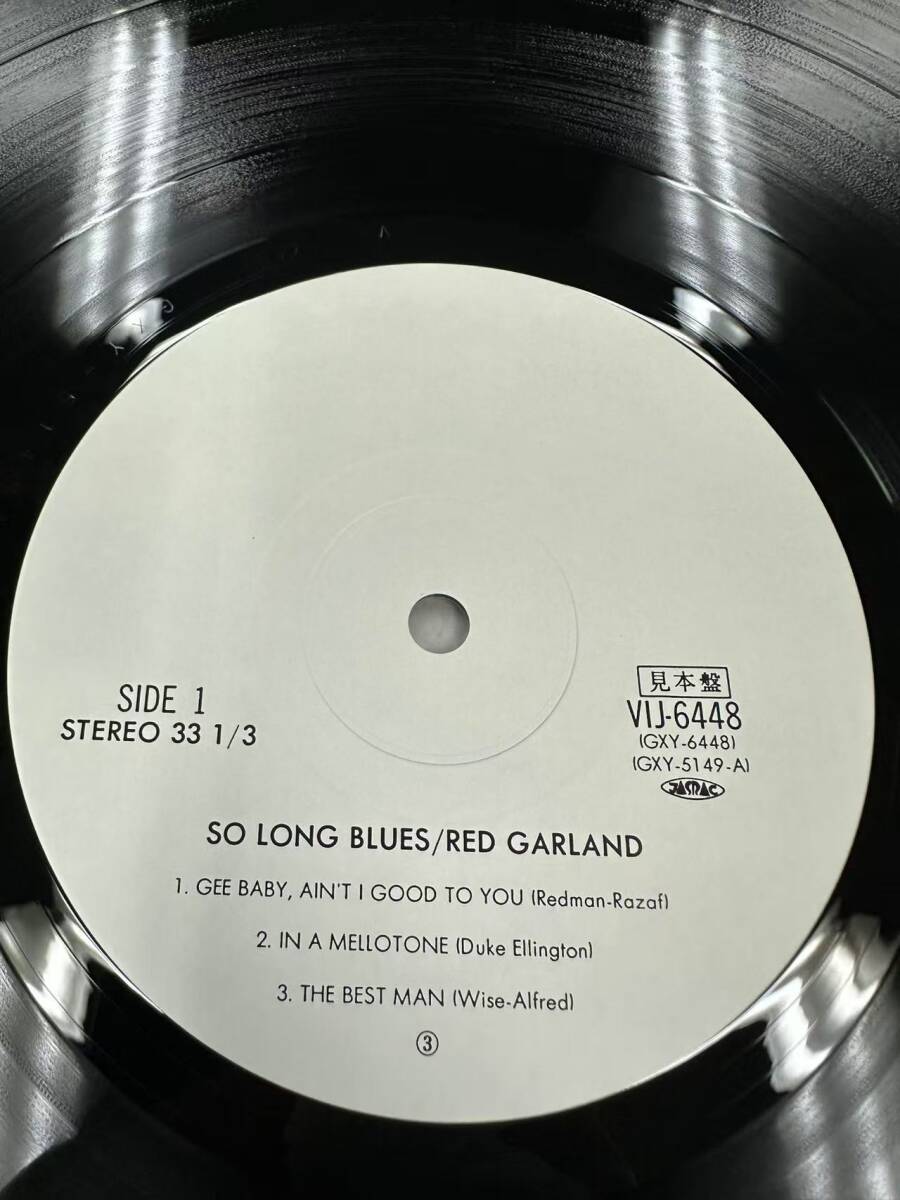 GXY
SIDE 1
STEREO 33 1/3
見本盤
VIJ-6448
(GXY-6448)
(GXY-5149-A)
JASRAC
SO LONG BLUES/RED GARLAND
1. GEE BABY, AIN'T I GOOD TO YOU (Redman-Razaf)
2. IN A MELLOTONE (Duke Ellington)
3. THE BEST MAN (Wise-Alfred)
③